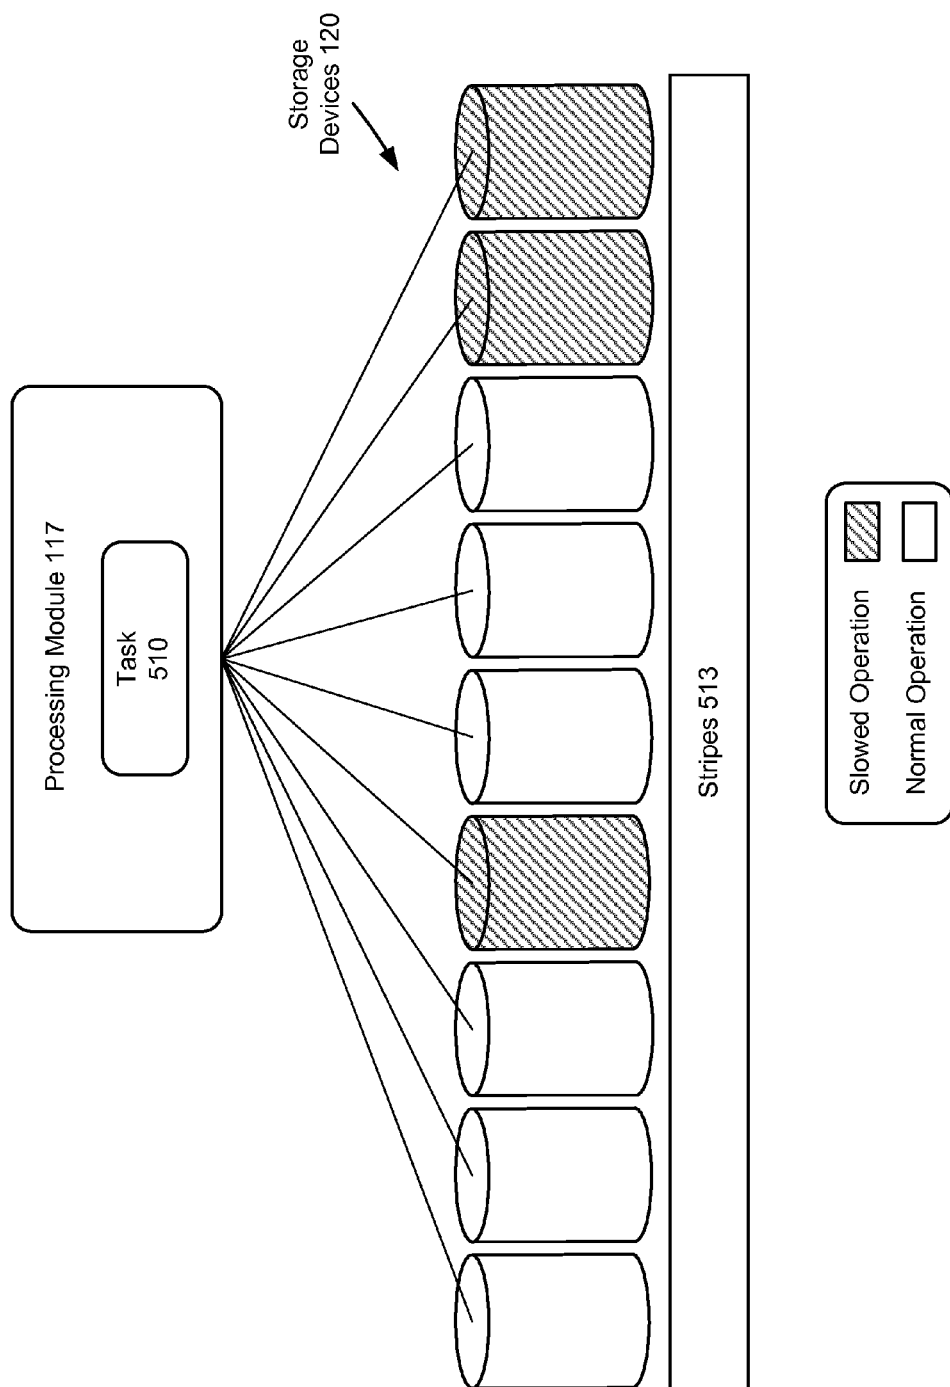 Processing Module 117
Task
510
Storage
Devices 120
Stripes 513
Slowed Operation
Normal Operation